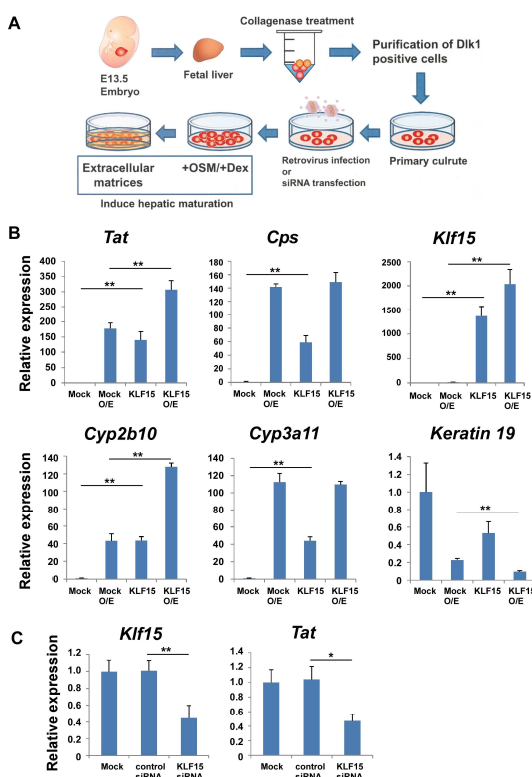 A
Collagenase treatment
Purification of Dlk1
positive cells
E13.5
Embryo
Fetal liver
Extracellular
matrices
+OSM/+Dex
Retrovirus infection
or
siRNA transfection
Primary culrute
Induce hepatic maturation
B
Tat
Relative expression
400
350
300
250
200
150
100
50
0
**
**
Mock
Mock
O/E
KLF15
KLF15
O/E
Cps
180
160
140
120
100
80
60
40
20
0
**
Mock
Mock
O/E
KLF15
KLF15
O/E
Klf15
2500
2000
1500
1000
500
0
**
**
Mock
Mock
O/E
KLF15
KLF15
O/E
Cyp2b10
Relative expression
140
120
100
80
60
40
20
0
**
**
Mock
Mock
O/E
KLF15
KLF15
O/E
Cyp3a11
140
120
100
80
60
40
20
0
**
Mock
Mock
O/E
KLF15
KLF15
O/E
Keratin 19
1.4
1.2
1.0
0.8
0.6
0.4
0.2
0
**
Mock
Mock
O/E
KLF15
KLF15
O/E
C
Relative expression
Klf15
1.2
1.0
0.8
0.6
0.4
0.2
0
**
Mock
control
siRNA
KLF15
siRNA
Tat
1.4
1.2
1.0
0.8
0.6
0.4
0.2
0
*
Mock
control
siRNA
KLF15
siRNA